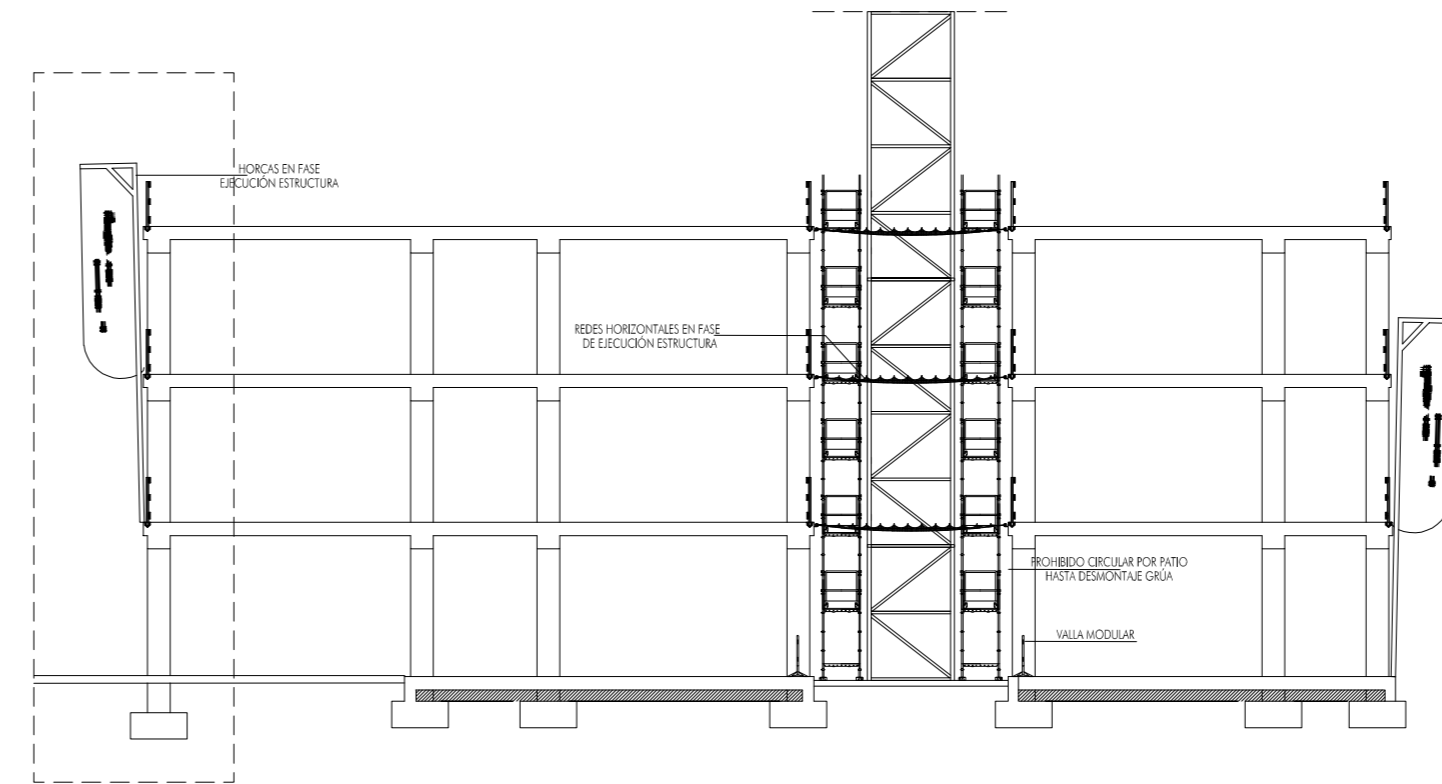 HORCAS EN FASE
EJECUCIÓN ESTRUCTURA
REDES HORIZONTALES EN FASE
DE EJECUCIÓN ESTRUCTURA
PROHIBIDO CIRCULAR POR PATIO
HASTA DESMONTAJE GRÚA
VALLA MODULAR